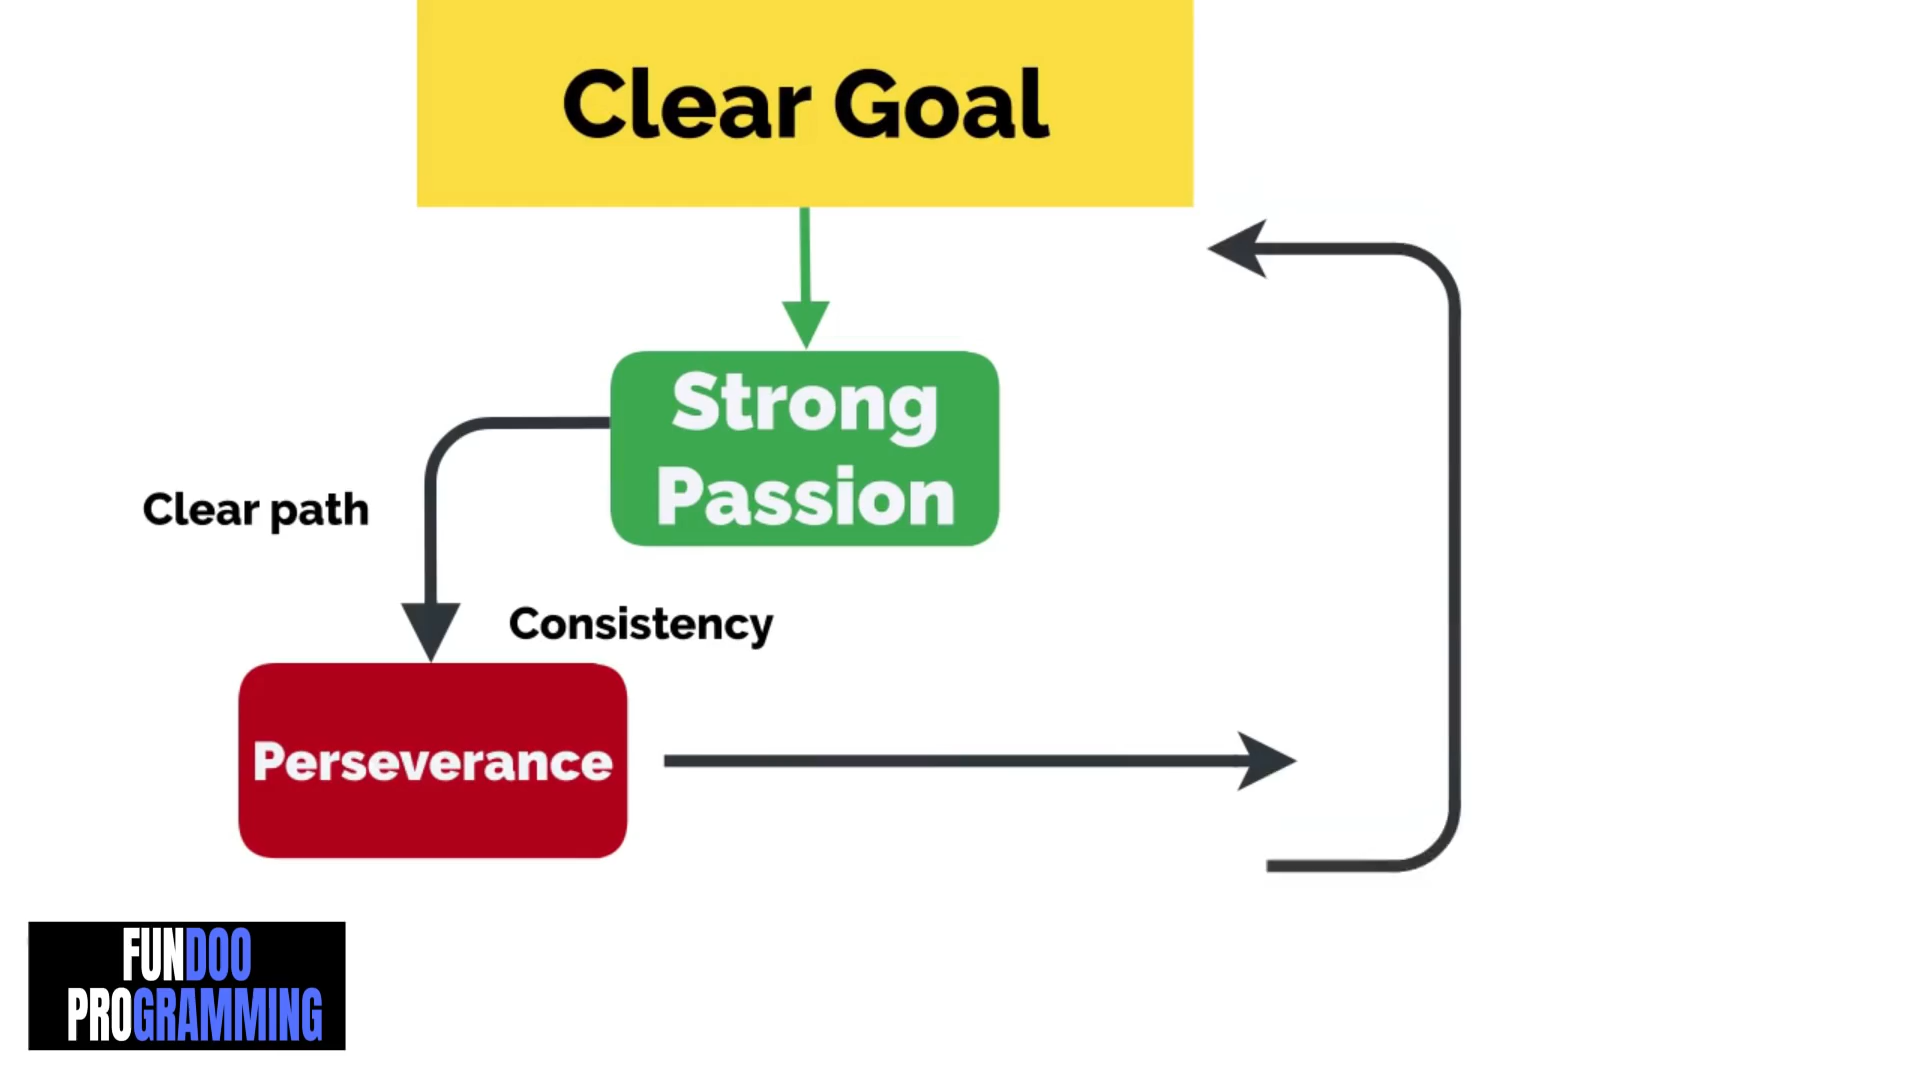 Clear Goal
Strong
Passion
Clear path
Consistency
Perseverance
FUNDOO
PROGRAMMING